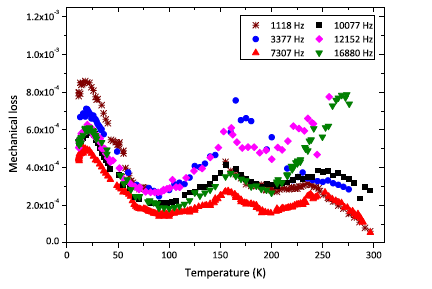 1.2x10⁻³
1.0x10⁻³
8.0x10⁻⁴
6.0x10⁻⁴
4.0x10⁻⁴
2.0x10⁻⁴
0.0
Mechanical loss
1118 Hz 10077 Hz
3377 Hz 12152 Hz
7307 Hz 16880 Hz
0 50 100 150 200 250 300
Temperature (K)